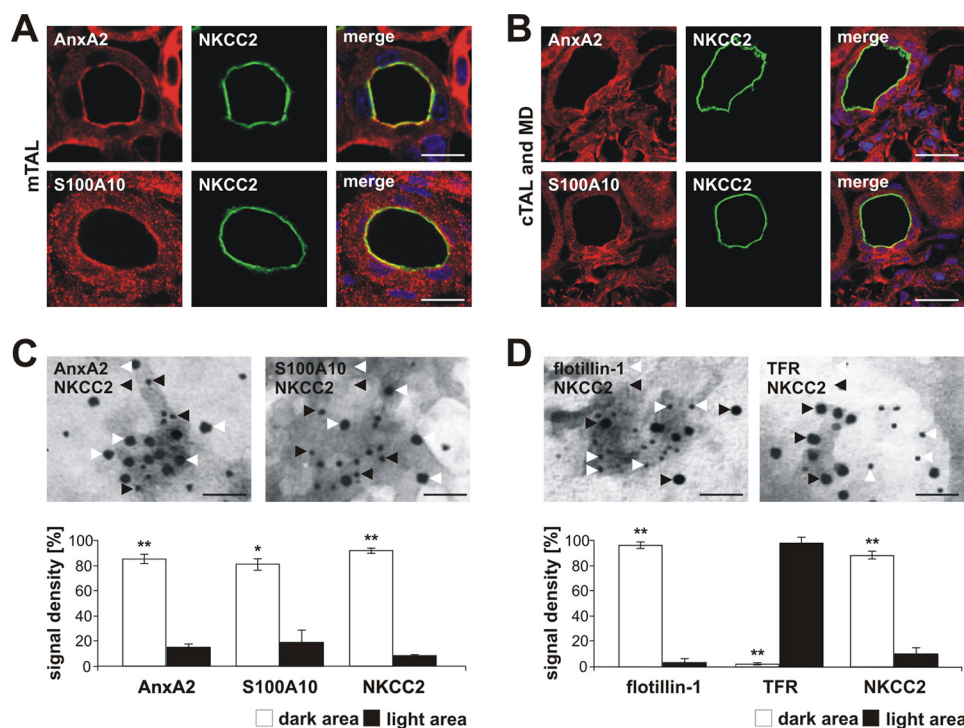 A
B
AnxA2
NKCC2
merge
AnxA2
NKCC2
merge
mTAL
cTAL and MD
S100A10
NKCC2
merge
S100A10
NKCC2
merge
C
D
AnxA2
NKCC2
S100A10
NKCC2
flotillin-1
NKCC2
TFR
NKCC2
signal density [%]
100
80
60
40
20
0
**
*
**
AnxA2
S100A10
NKCC2
dark area
light area
signal density [%]
100
80
60
40
20
0
**
**
**
flotillin-1
TFR
NKCC2
dark area
light area